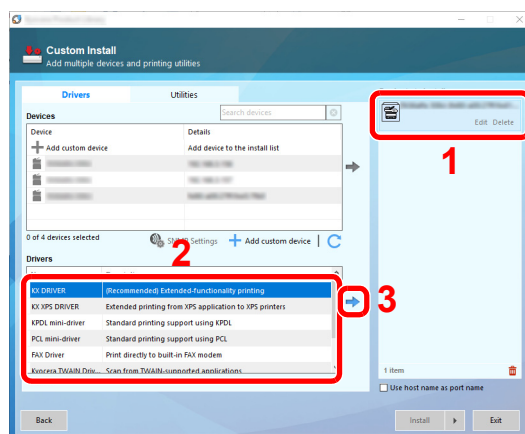 Custom Install
Add multiple devices and printing utilities
Drivers Utilities
Devices
Search devices
Device Details
Add custom device Add device to the install list
Edit Delete
1
0 of 4 devices selected
SNMP Settings
Add custom device
2
Drivers
KX DRIVER (Recommended) Extended-functionality printing
KX XPS DRIVER Extended printing from XPS application to XPS printers
KPDL mini-driver Standard printing support using KPDL
PCL mini-driver Standard printing support using PCL
FAX Driver Print directly to built-in FAX modem
Kyocera TWAIN Driv... Scan from TWAIN-supported applications
3
1 item
Use host name as port name
Back Install Exit